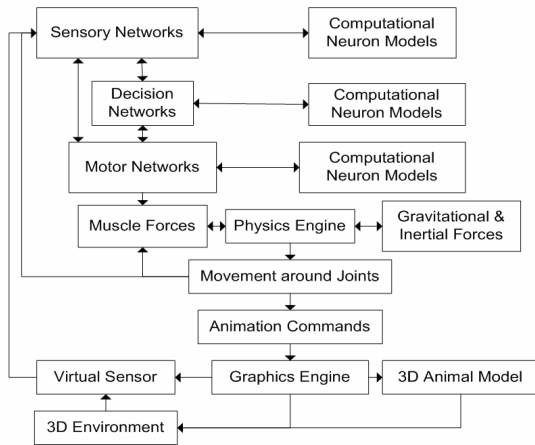 Sensory Networks
Computational
Neuron Models
Decision
Networks
Computational
Neuron Models
Motor Networks
Computational
Neuron Models
Muscle Forces
Physics Engine
Gravitational &
Inertial Forces
Movement around Joints
Animation Commands
Virtual Sensor
Graphics Engine
3D Animal Model
3D Environment